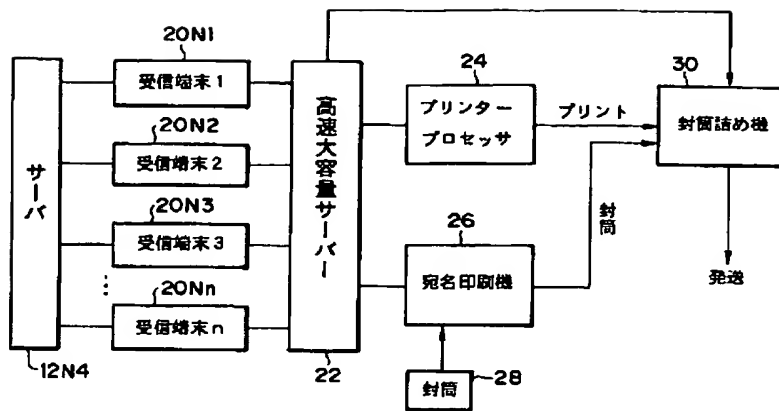 20N1
受信端末1
20N2
受信端末2
20N3
受信端末3
⋮
20Nn
受信端末n
サーバ
12N4
高速大容量サーバー
22
24
プリンター
プロセッサ
プリント
26
宛名印刷機
封筒
28
封筒
30
封筒詰め機
発送